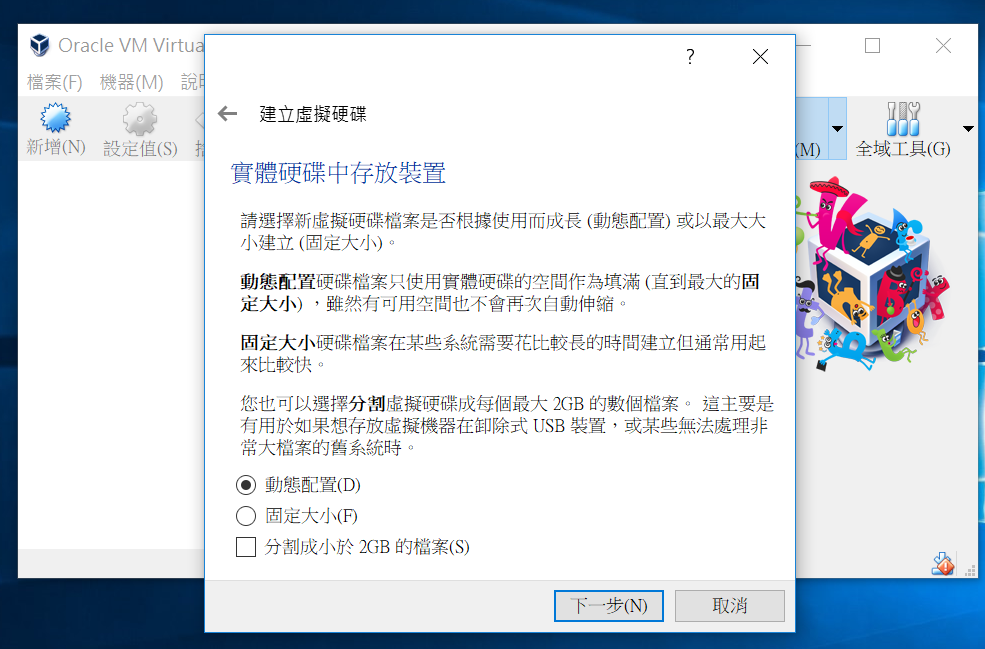 Oracle VM Virtua
檔案(F) 機器(M) 說明
新增(N) 設定值(S) 捨
(M) 全域工具(G)
?
建立虛擬硬碟
實體硬碟中存放裝置
請選擇新虛擬硬碟檔案是否根據使用而成長 (動態配置) 或以最大大
小建立 (固定大小)。
動態配置硬碟檔案只使用實體硬碟的空間作為填滿 (直到最大的固
定大小) ，雖然有可用空間也不會再次自動伸縮。
固定大小硬碟檔案在某些系統需要花比較長的時間建立但通常用起
來比較快。
您也可以選擇分割虛擬硬碟成每個最大 2GB 的數個檔案。 這主要是
有用於如果想存放虛擬機器在卸除式 USB 裝置，或某些無法處理非
常大檔案的舊系統時。
動態配置(D)
固定大小(F)
分割成小於 2GB 的檔案(S)
下一步(N) 取消